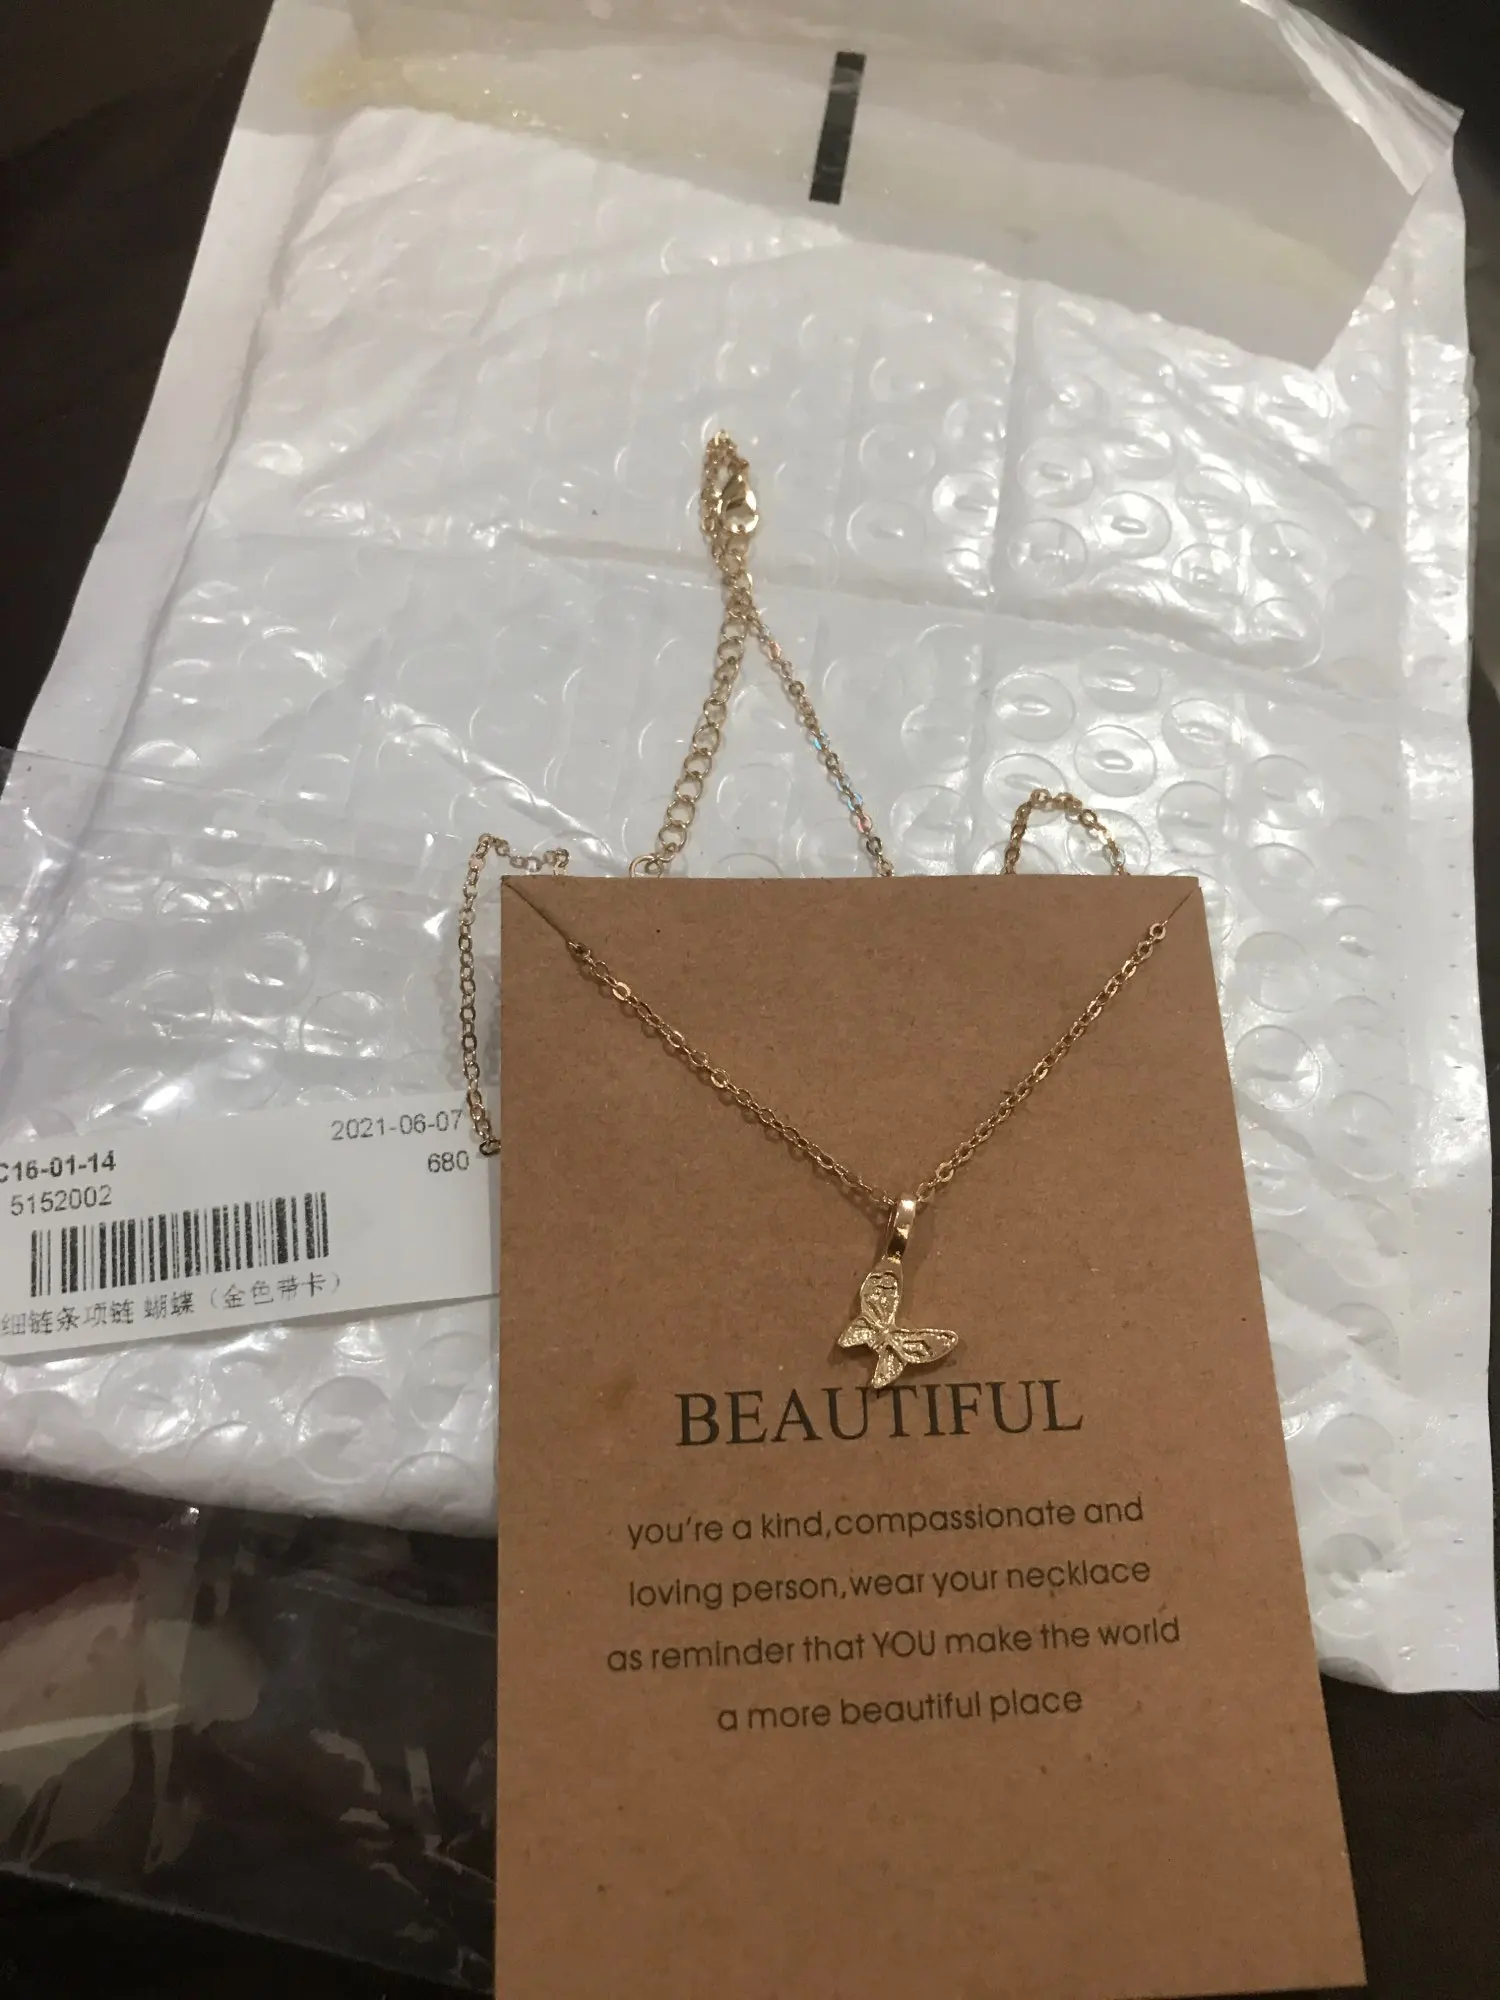 2021-06-07
C16-01-14
680
5152002
细链条项链 蝴蝶（金色带卡）
BEAUTIFUL
you're a kind,compassionate and
loving person,wear your necklace
as reminder that YOU make the world
a more beautiful place